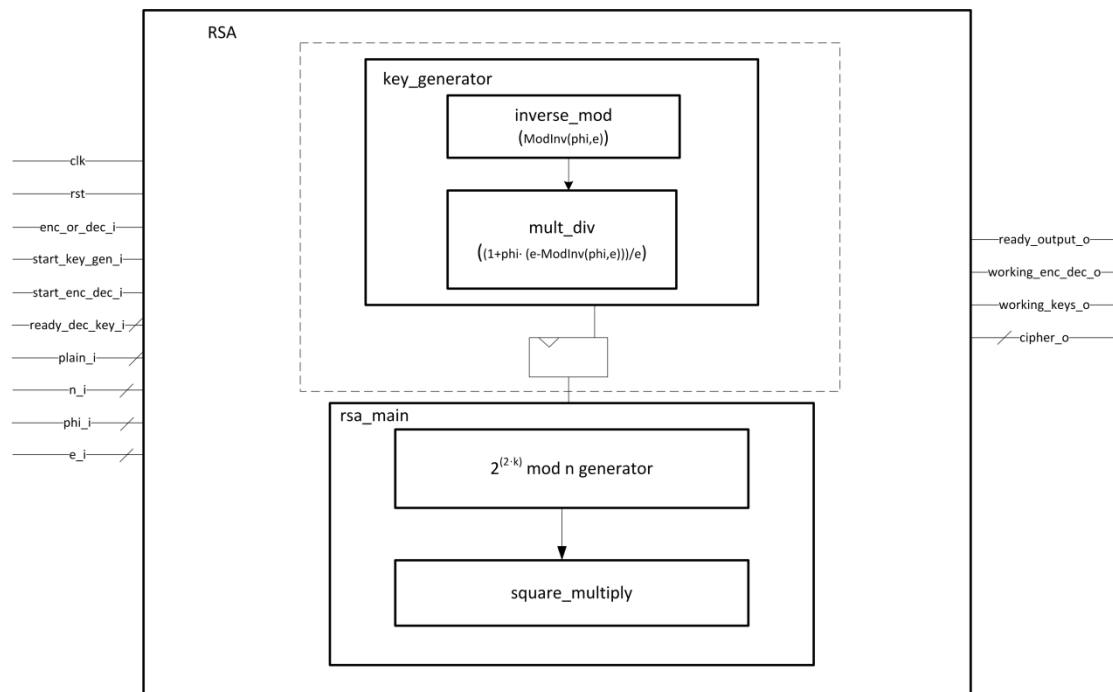 RSA
key_generator
inverse_mod
(ModInv(phi,e))
mult_div
((1+phi· (e-ModInv(phi,e)))/e)
clk
rst
enc_or_dec_i
start_key_gen_i
start_enc_dec_i
ready_dec_key_i
plain_i
n_i
phi_i
e_i
ready_output_o
working_enc_dec_o
working_keys_o
cipher_o
rsa_main
2^(2·k) mod n generator
square_multiply